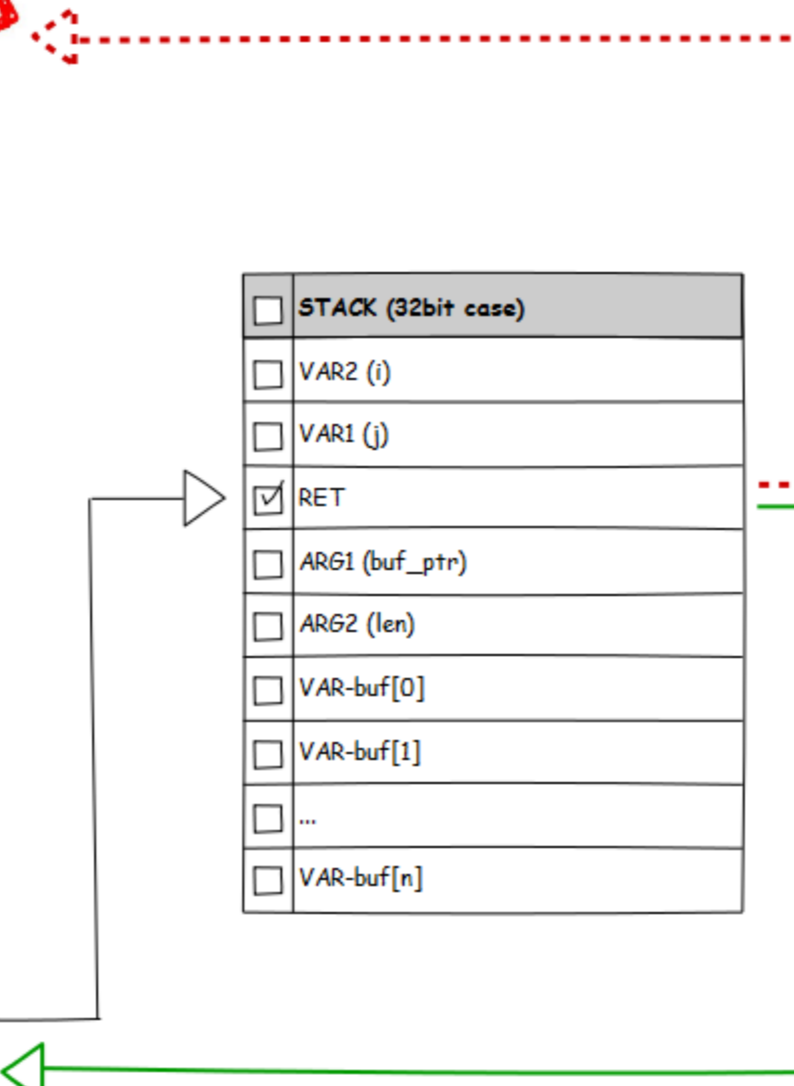 STACK (32bit case)
VAR2 (i)
VAR1 (j)
RET
ARG1 (buf_ptr)
ARG2 (len)
VAR-buf[0]
VAR-buf[1]
...
VAR-buf[n]